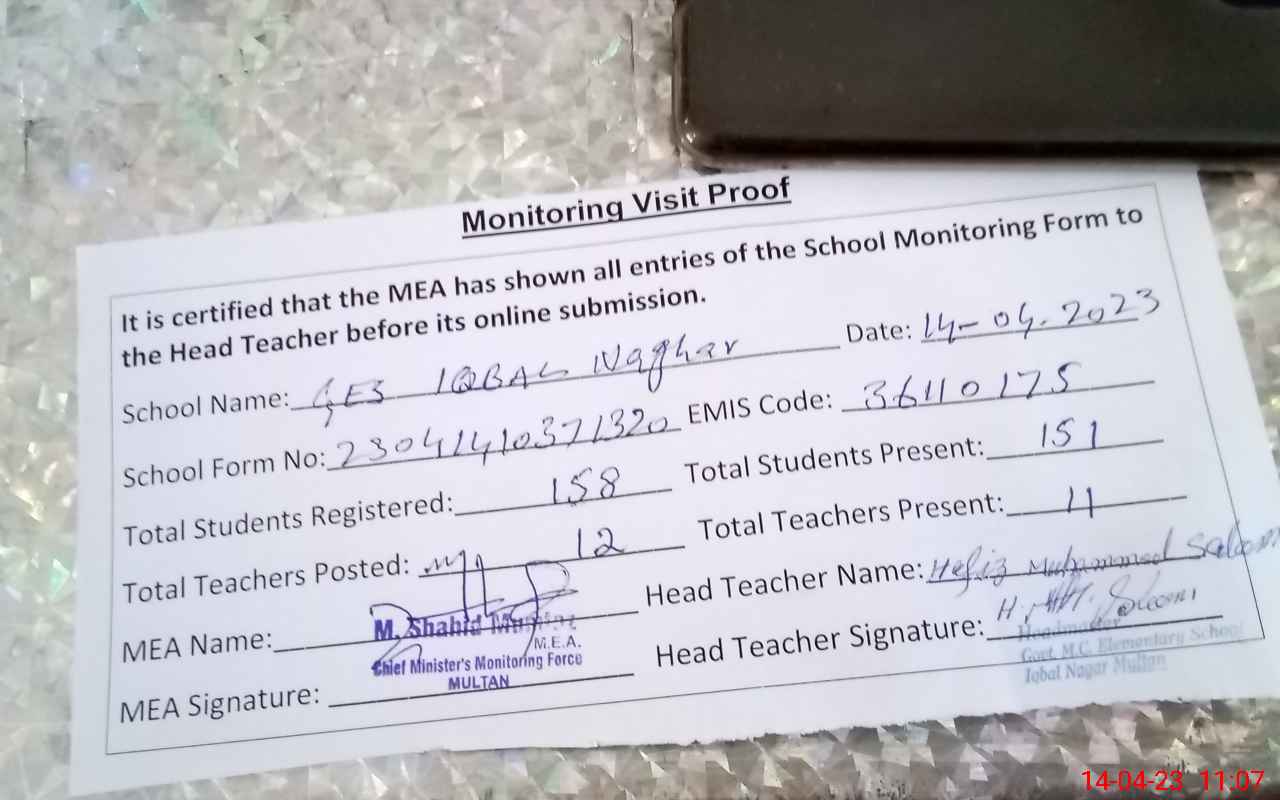 Monitoring Visit Proof
It is certified that the MEA has shown all entries of the School Monitoring Form to
the Head Teacher before its online submission.
School Name: GES IQBAL Naghar Date: 14-04-2023
School Form No: 23041410371320 EMIS Code: 36110175
Total Students Registered: 158 Total Students Present: 151
Total Teachers Posted: 12 Total Teachers Present: 11
MEA Name: Head Teacher Name: Hafiz Muhammad Saleem
M. Shahid
M.E.A.
Chief Minister's Monitoring Force
MULTAN
MEA Signature: Head Teacher Signature: H.M. Saleemi
Headmaster
Govt. M.C. Elementary School
Iqbal Nagar Multan
14-04-23 11:07